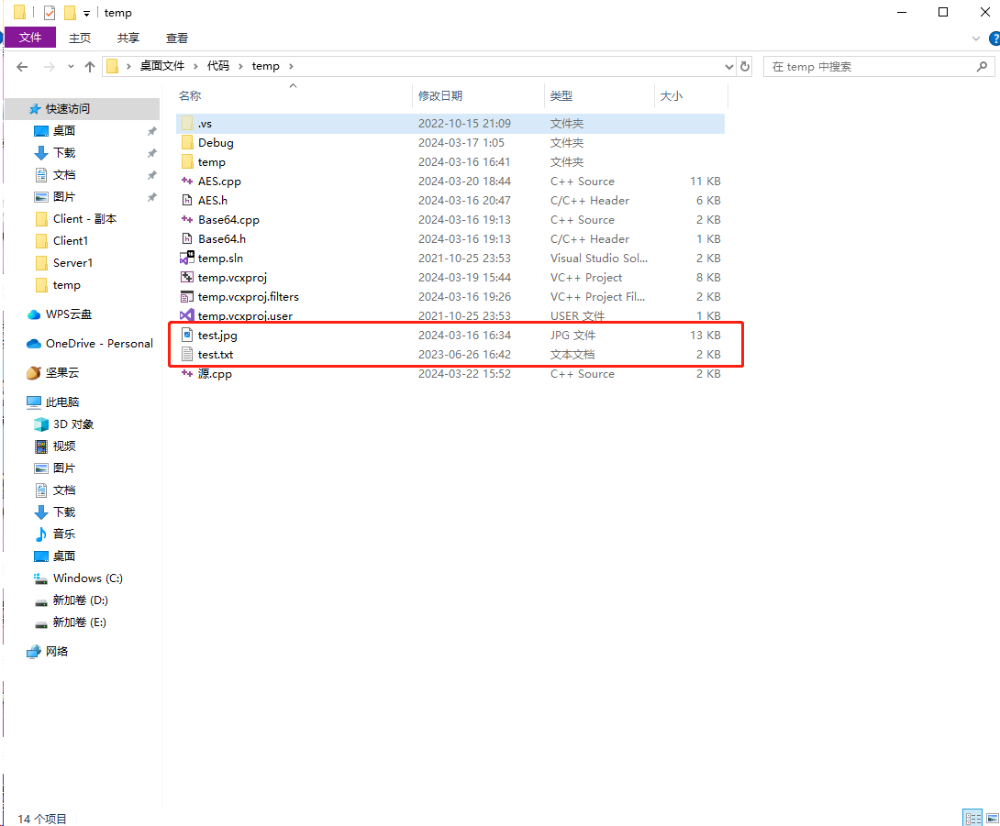 temp
文件 主页 共享 查看
桌面文件 代码 temp
在 temp 中搜索
名称 修改日期 类型 大小
快速访问
桌面
下载
文档
图片
Client - 副本
Client1
Server1
temp
WPS云盘
OneDrive - Personal
坚果云
此电脑
3D 对象
视频
图片
文档
下载
音乐
桌面
Windows (C:)
新加卷 (D:)
新加卷 (E:)
网络
.vs 2022-10-15 21:09 文件夹
Debug 2024-03-17 1:05 文件夹
temp 2024-03-16 16:41 文件夹
AES.cpp 2024-03-20 18:44 C++ Source 11 KB
AES.h 2024-03-16 20:47 C/C++ Header 6 KB
Base64.cpp 2024-03-16 19:13 C++ Source 2 KB
Base64.h 2024-03-16 19:13 C/C++ Header 1 KB
temp.sln 2021-10-25 23:53 Visual Studio Sol... 2 KB
temp.vcxproj 2024-03-19 15:44 VC++ Project 8 KB
temp.vcxproj.filters 2024-03-16 19:26 VC++ Project Fil... 2 KB
temp.vcxproj.user 2021-10-25 23:53 USER 文件 1 KB
test.jpg 2024-03-16 16:34 JPG 文件 13 KB
test.txt 2023-06-26 16:42 文本文档 2 KB
源.cpp 2024-03-22 15:52 C++ Source 2 KB
14 个项目